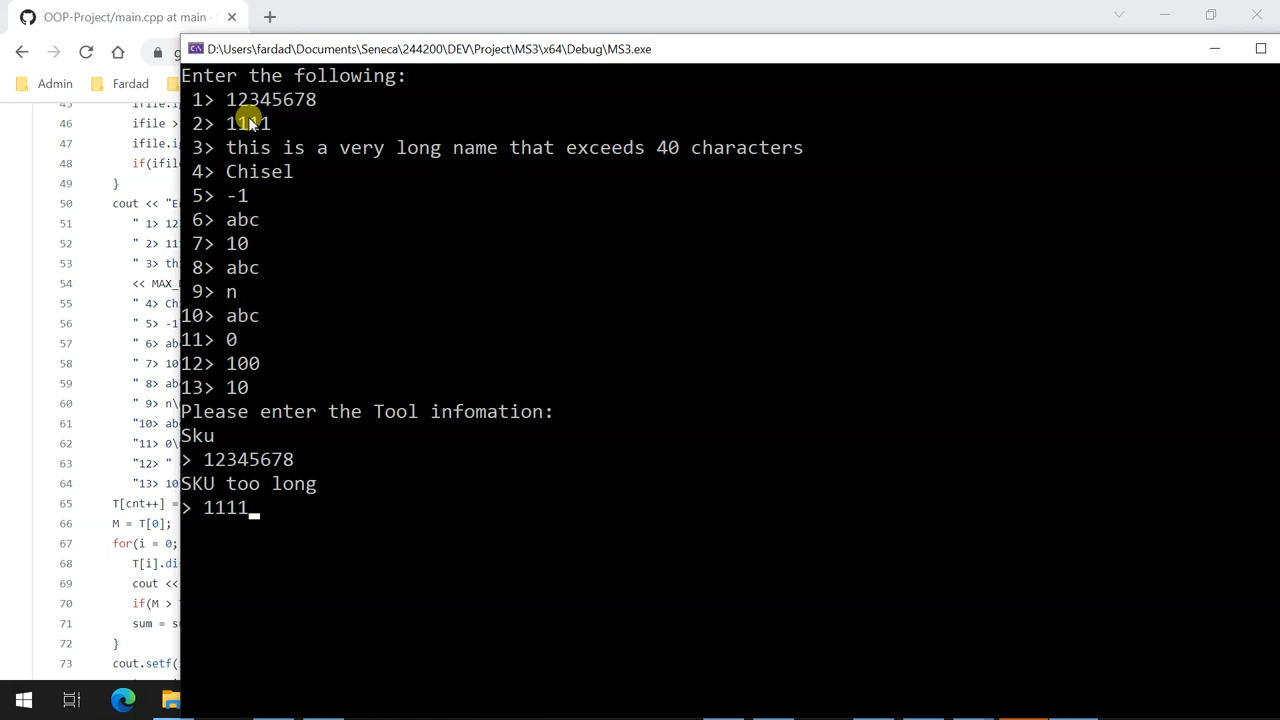 OOP-Project/main.cpp at main ·
Admin
Fardad
D:\Users\fardad\Documents\Seneca\244200\DEV\Project\MS3\x64\Debug\MS3.exe
46 ifile >
47 ifile.i
48 if(ifil
49 }
50 cout << "E
51 " 1> 12
52 " 2> 11
53 " 3> th
54 << MAX_
55 " 4> Ch
56 " 5> -1
57 " 6> ab
58 " 7> 10
59 " 8> ab
60 " 9> n\
61 "10> ab
62 "11> 0\
63 "12> "
64 "13> 10
65 T[cnt++] =
66 M = T[0];
67 for(i = 0;
68 T[i].di
69 cout <<
70 if(M >
71 sum = s
72 }
73 cout.setf(
Enter the following:
1> 12345678
2> 1111
3> this is a very long name that exceeds 40 characters
4> Chisel
5> -1
6> abc
7> 10
8> abc
9> n
10> abc
11> 0
12> 100
13> 10
Please enter the Tool infomation:
Sku
> 12345678
SKU too long
> 1111